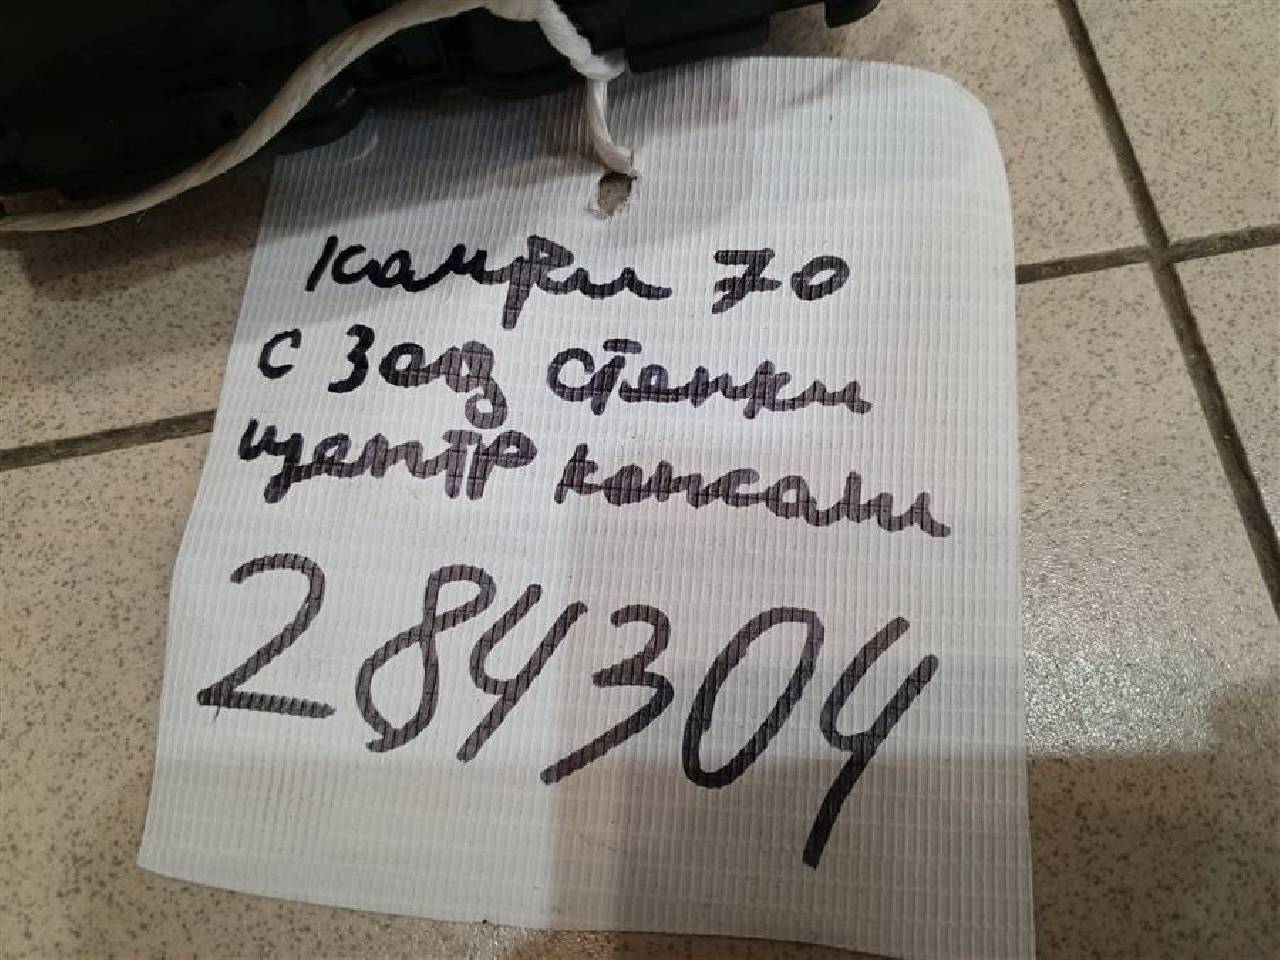 Камри 70
с зад стенки
центр консоли
284304